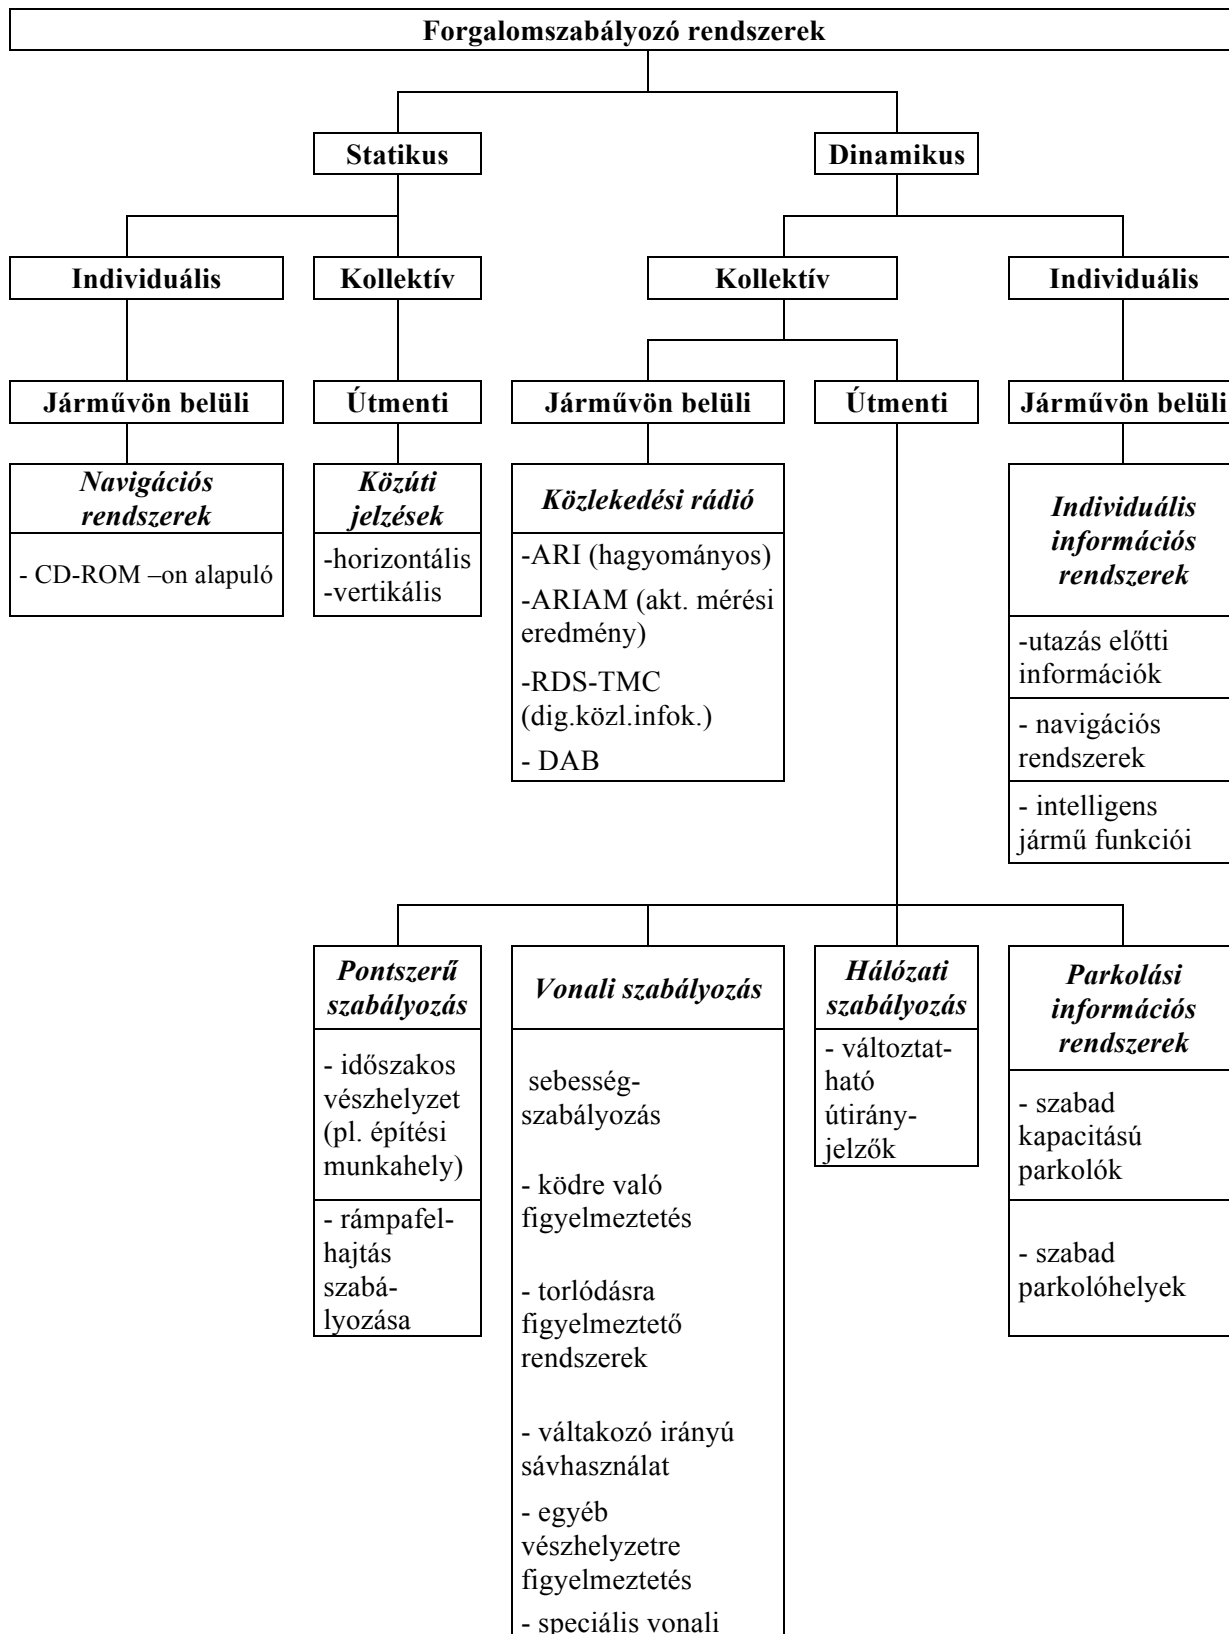 Forgalomszabályozó rendszerek
Statikus
Dinamikus
Individuális
Kollektív
Kollektív
Individuális
Járművön belüli
Útmenti
Járművön belüli
Útmenti
Járművön belüli
Navigációs
rendszerek
- CD-ROM –on alapuló
Közúti
jelzések
-horizontális
-vertikális
Közlekedési rádió
-ARI (hagyományos)
-ARIAM (akt. mérési
eredmény)
-RDS-TMC
(dig.közl.infok.)
- DAB
Individuális
információs
rendszerek
-utazás előtti
információk
- navigációs
rendszerek
- intelligens
jármű funkciói
Pontszerű
szabályozás
- időszakos
vészhelyzet
(pl. építési
munkahely)
- rámpafel-
hajtás
szabá-
lyozása
Vonali szabályozás
sebesség-
szabályozás
- ködre való
figyelmeztetés
- torlódásra
figyelmeztető
rendszerek
- váltakozó irányú
sávhasználat
- egyéb
vészhelyzetre
figyelmeztetés
- speciális vonali
Hálózati
szabályozás
- változtat-
ható
útirány-
jelzők
Parkolási
információs
rendszerek
- szabad
kapacitású
parkolók
- szabad
parkolóhelyek